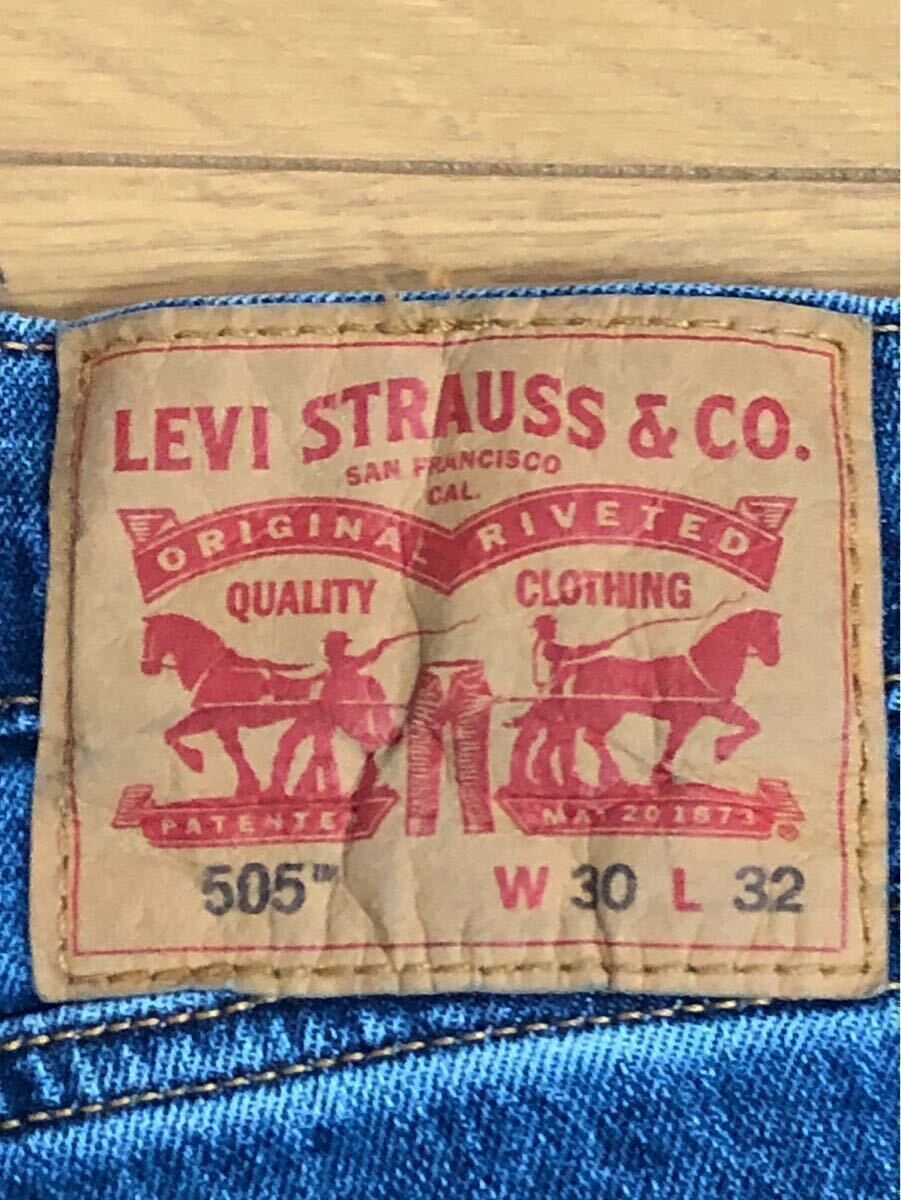 LEVI STRAUSS & CO.
SAN FRANCISCO
CAL.
ORIGINAL RIVETED
QUALITY CLOTHING
PATENTED MAY 20 1873
505™ W 30 L 32